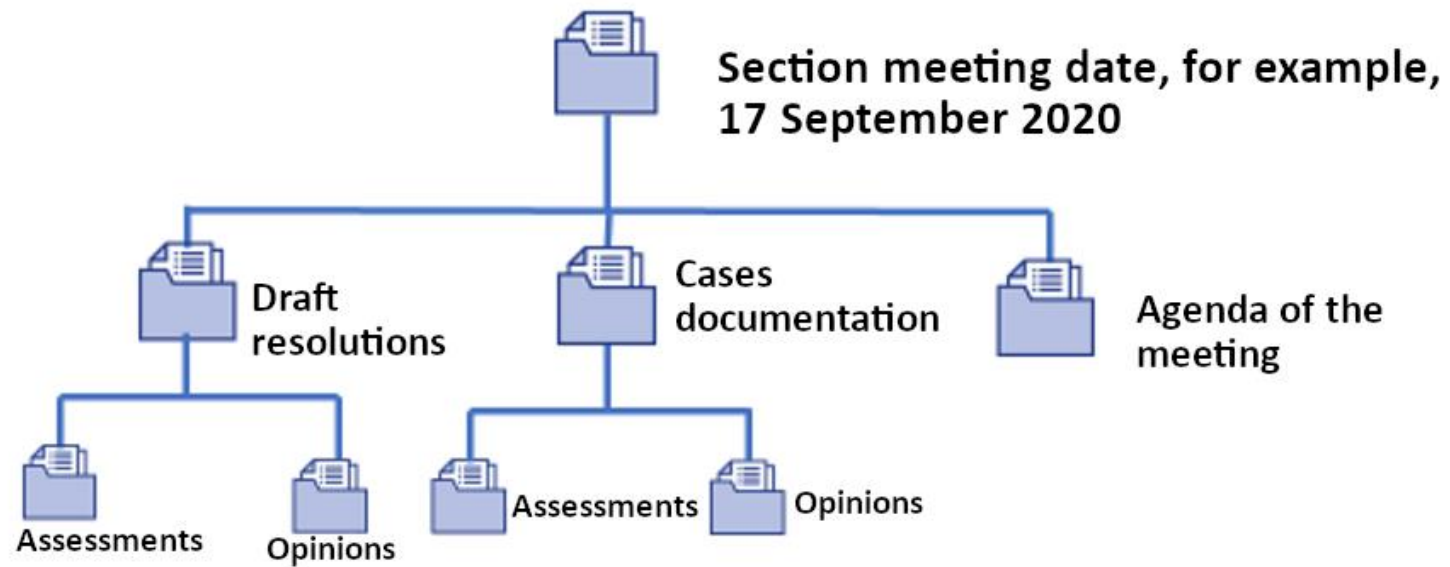 Section meeting date, for example,
17 September 2020
Draft
resolutions
Cases
documentation
Agenda of the
meeting
Assessments
Opinions
Assessments
Opinions